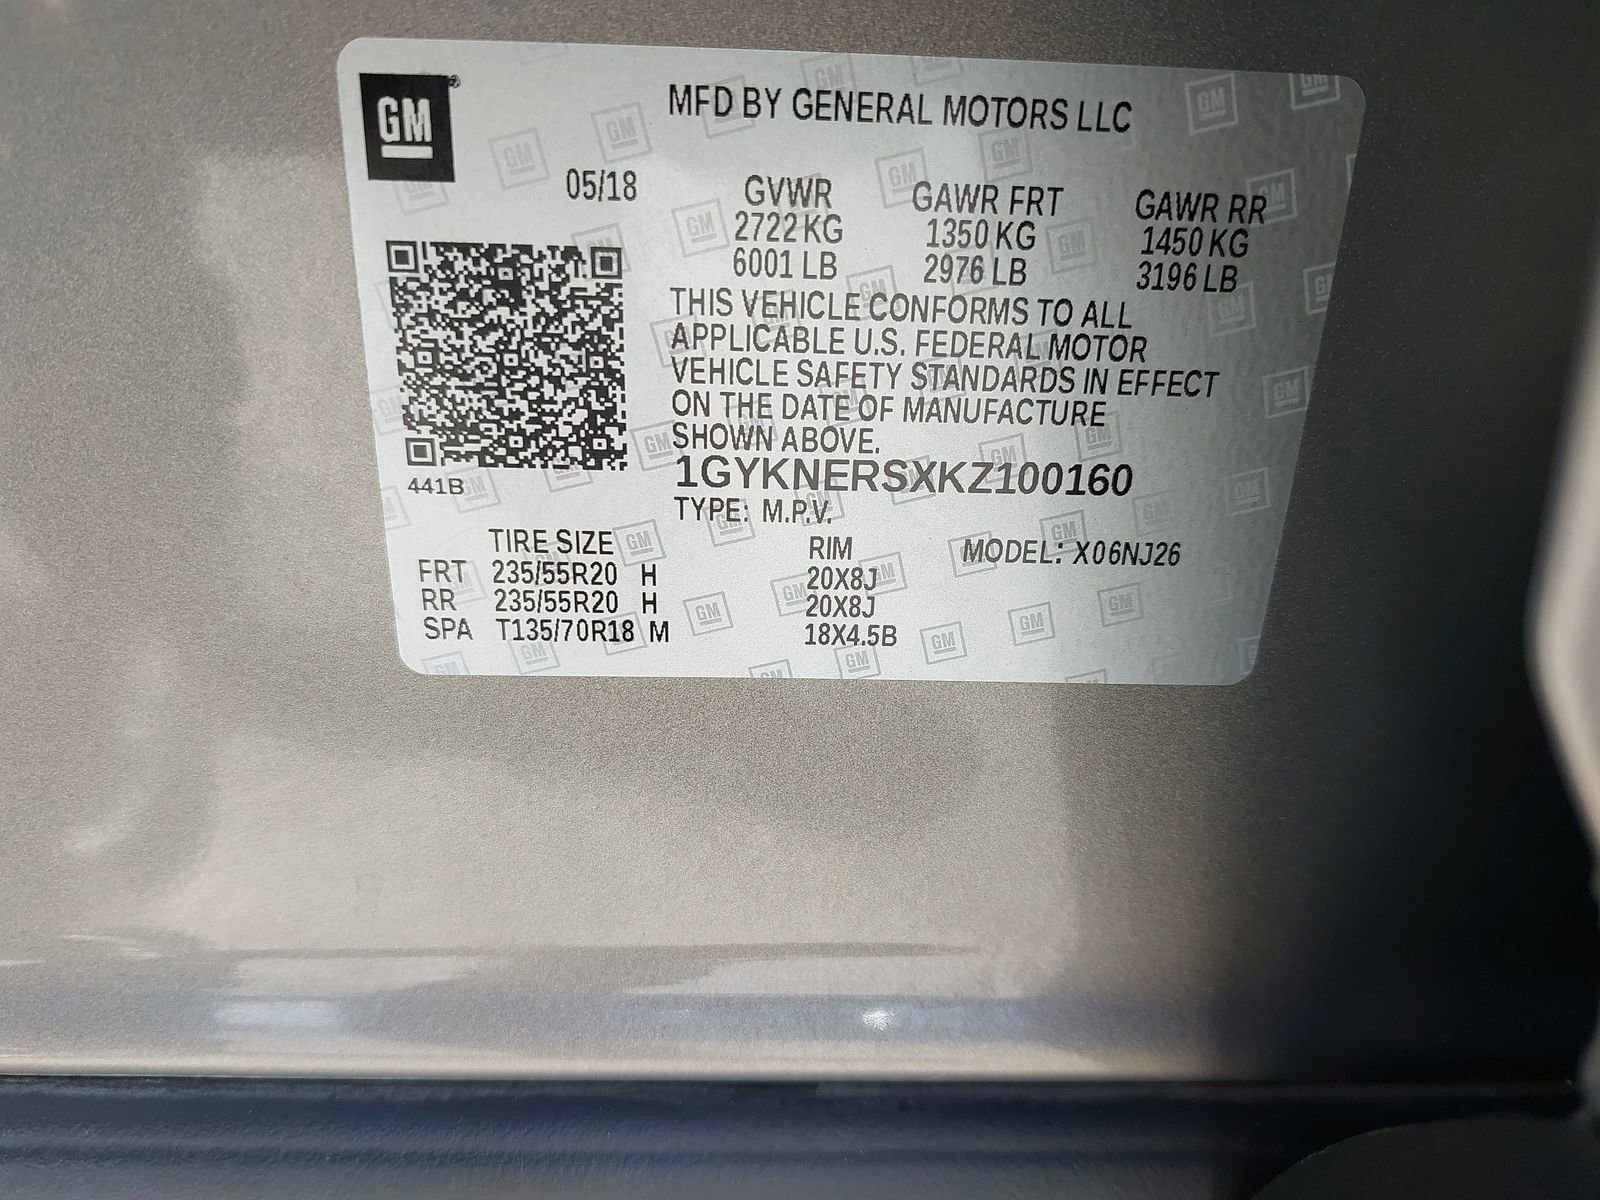 GM
MFD BY GENERAL MOTORS LLC
05/18
GVWR GAWR FRT GAWR RR
2722 KG 1350 KG 1450 KG
6001 LB 2976 LB 3196 LB
THIS VEHICLE CONFORMS TO ALL
APPLICABLE U.S. FEDERAL MOTOR
VEHICLE SAFETY STANDARDS IN EFFECT
ON THE DATE OF MANUFACTURE
SHOWN ABOVE.
1GYKNERSXKZ100160
441B
TYPE: M.P.V.
TIRE SIZE RIM MODEL: X06NJ26
FRT 235/55R20 H 20X8J
RR 235/55R20 H 20X8J
SPA T135/70R18 M 18X4.5B